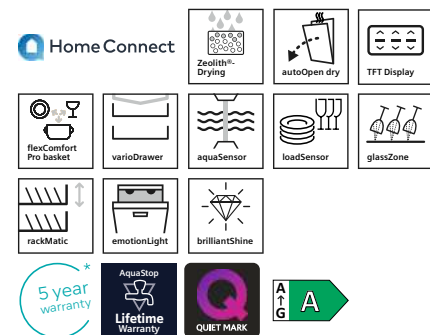 Home Connect
Zeolith®-
Drying
autoOpen dry
TFT Display
flexComfort
Pro basket
varioDrawer
aquaSensor
loadSensor
glassZone
rackMatic
emotionLight
brilliantShine
5 year *
warranty
AquaStop
Lifetime
Warranty
QUIET MARK
A
↑
G
A